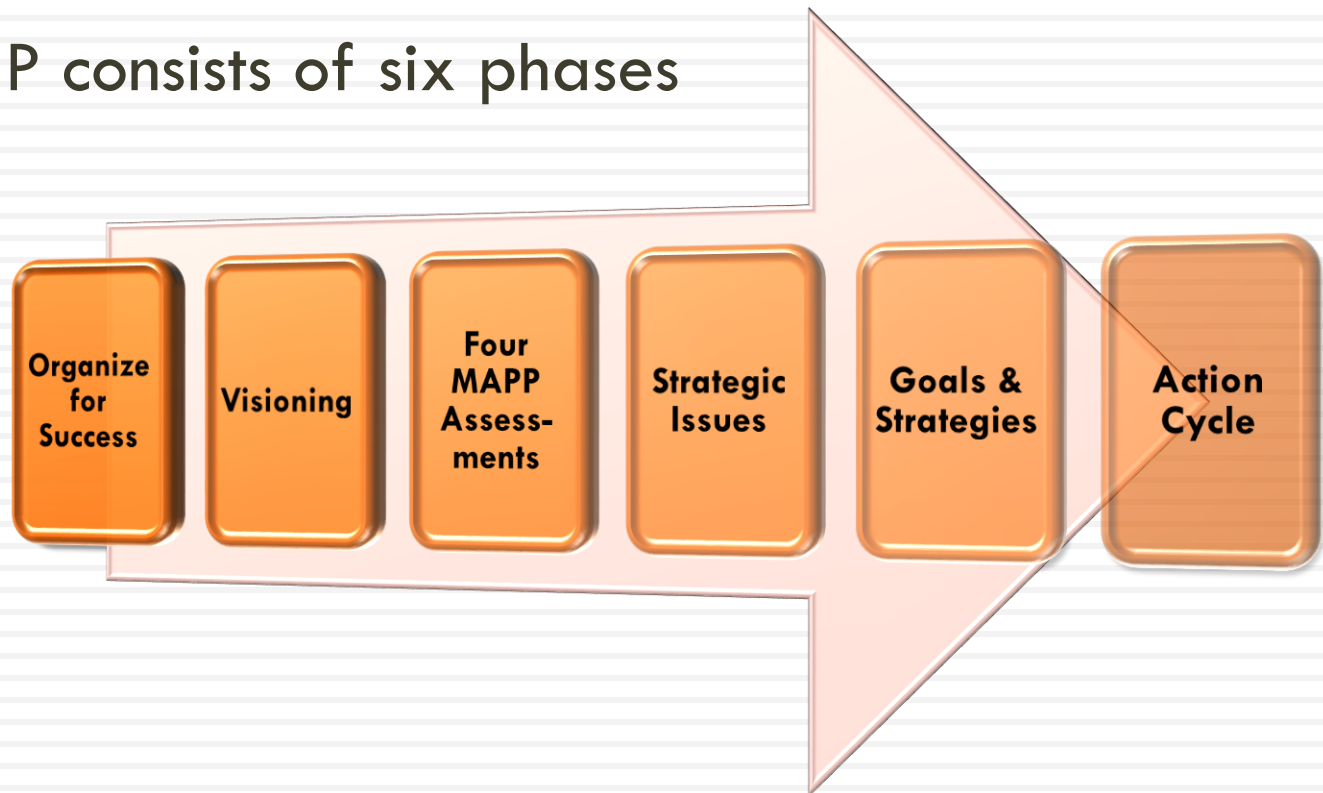 P consists of six phases
Organize
for
Success
Visioning
Four
MAPP
Assess-
ments
Strategic
Issues
Goals &
Strategies
Action
Cycle